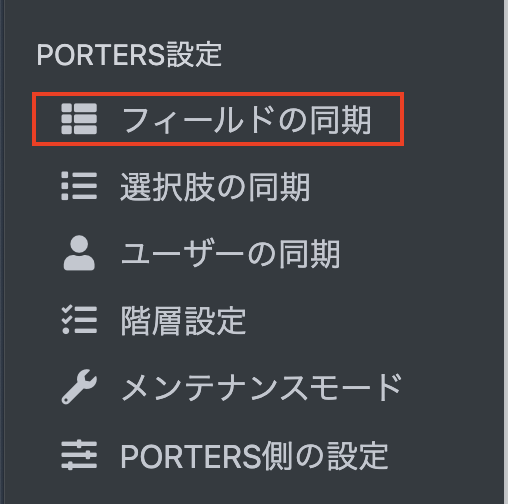 PORTERS設定
フィールドの同期
選択肢の同期
ユーザーの同期
階層設定
メンテナンスモード
PORTERS側の設定